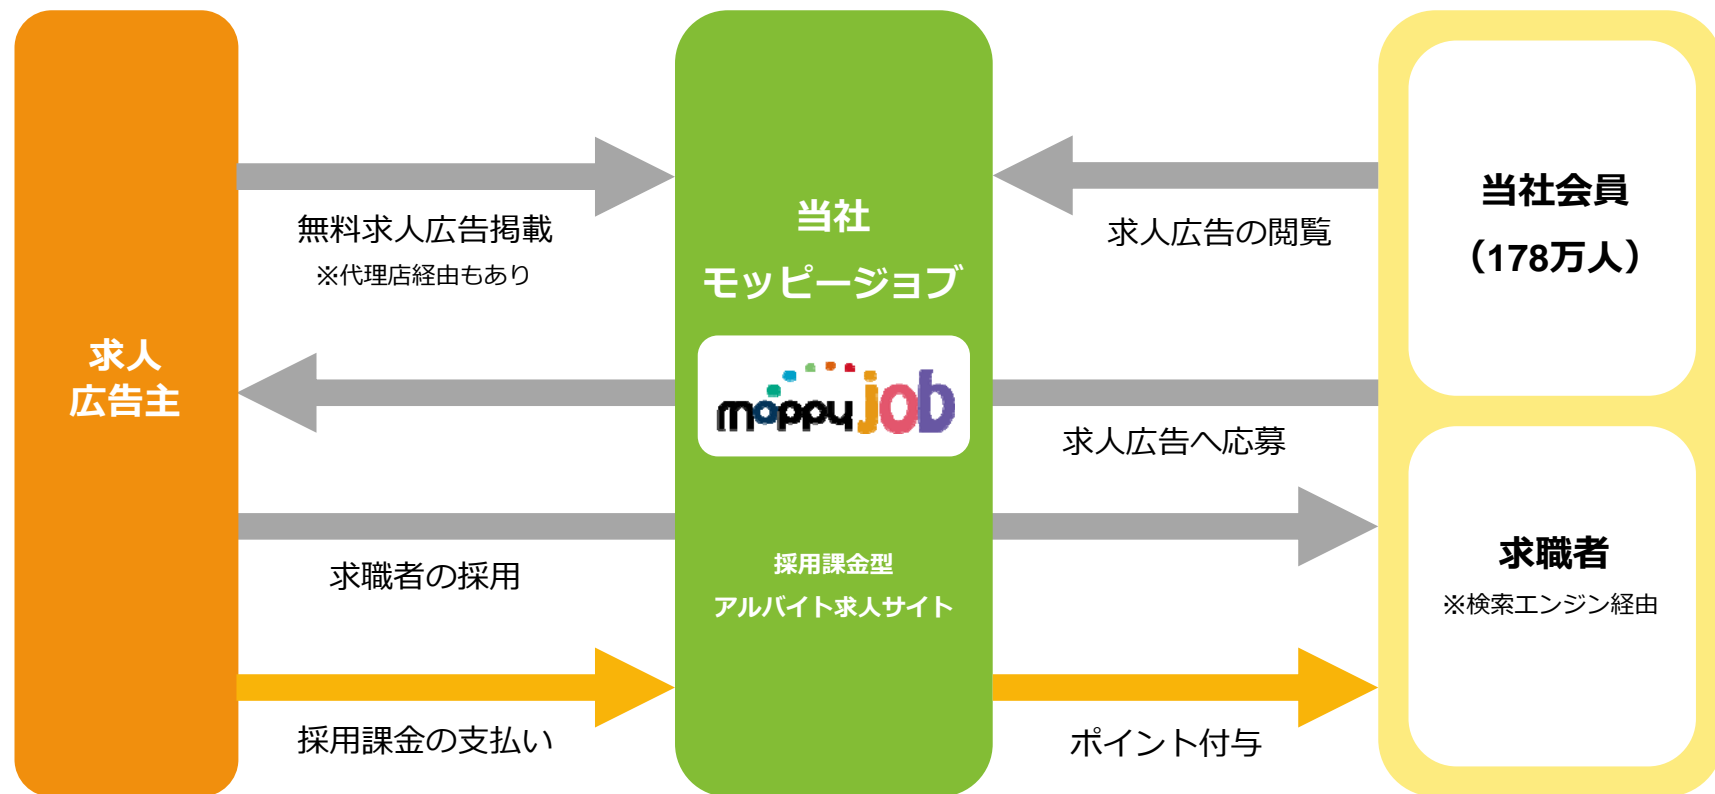 求人
広告主
無料求人広告掲載
※代理店経由もあり
求職者の採用
採用課金の支払い
当社
モッピージョブ
moppy job
採用課金型
アルバイト求人サイト
求人広告の閲覧
求人広告へ応募
ポイント付与
当社会員
（178万人）
求職者
※検索エンジン経由